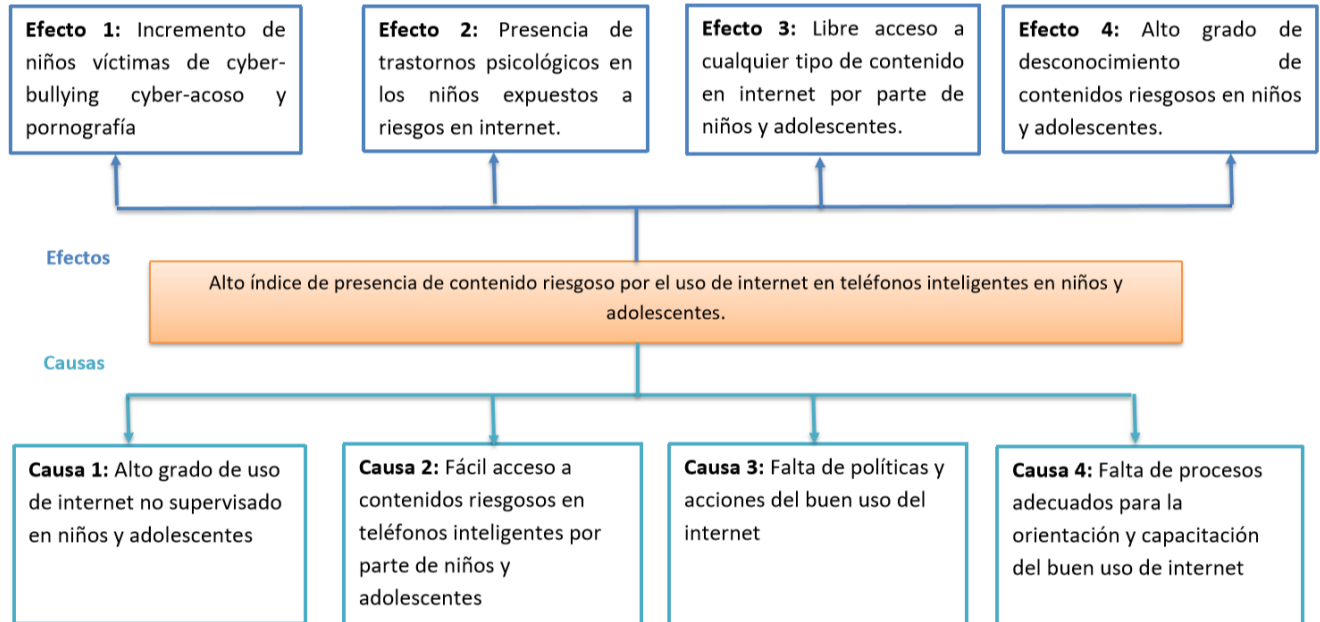 Efecto 1: Incremento de
niños víctimas de cyber-
bullying cyber-acoso y
pornografía
Efecto 2: Presencia de
trastornos psicológicos en
los niños expuestos a
riesgos en internet.
Efecto 3: Libre acceso a
cualquier tipo de contenido
en internet por parte de
niños y adolescentes.
Efecto 4: Alto grado de
desconocimiento de
contenidos riesgosos en niños
y adolescentes.
Efectos
Alto índice de presencia de contenido riesgoso por el uso de internet en teléfonos inteligentes en niños y
adolescentes.
Causas
Causa 1: Alto grado de uso
de internet no supervisado
en niños y adolescentes
Causa 2: Fácil acceso a
contenidos riesgosos en
teléfonos inteligentes por
parte de niños y
adolescentes
Causa 3: Falta de políticas y
acciones del buen uso del
internet
Causa 4: Falta de procesos
adecuados para la
orientación y capacitación
del buen uso de internet